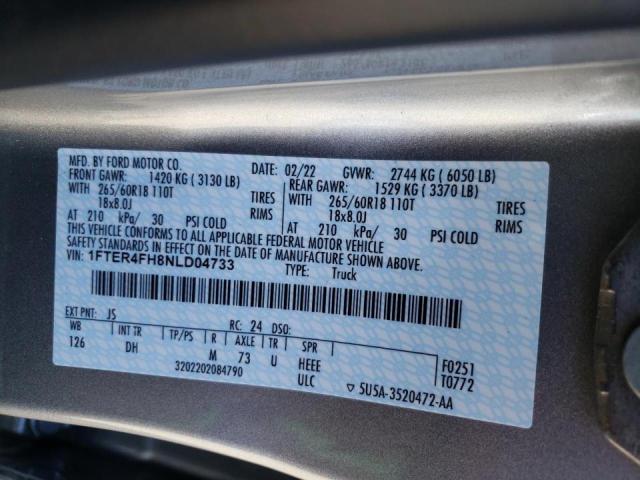 MFD. BY FORD MOTOR CO.
DATE: 02/22 GVWR: 2744 KG ( 6050 LB)
FRONT GAWR: 1420 KG ( 3130 LB) REAR GAWR: 1529 KG ( 3370 LB)
WITH 265/60R18 110T TIRES WITH 265/60R18 110T TIRES
18x8.0J RIMS 18x8.0J RIMS
AT 210 kPa/ 30 PSI COLD AT 210 kPa/ 30 PSI COLD
THIS VEHICLE CONFORMS TO ALL APPLICABLE FEDERAL MOTOR VEHICLE
SAFETY STANDARDS IN EFFECT ON THE DATE OF MANUFACTURE SHOWN ABOVE.
VIN: 1FTER4FH8NLD04733 TYPE: Truck
EXT PNT: JS RC: 24 DSO:
WB INT TR TP/PS R AXLE TR SPR
126 DH M 73 U HEEE F0251
3202202084790 ULC T0772
5U5A-3520472-AA